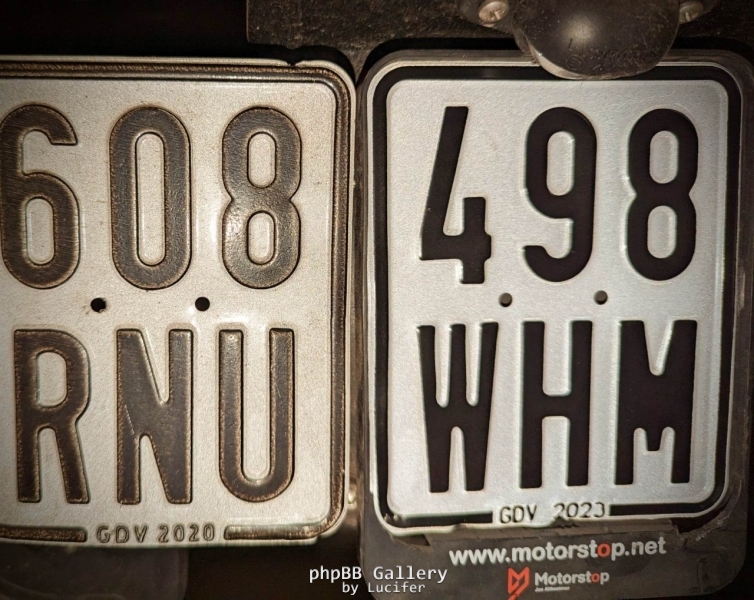 608
RNU
GDV 2020
498
WHM
GDV 2023
www.motorstop.net
Motorstop
phpBB Gallery
by Lucifer